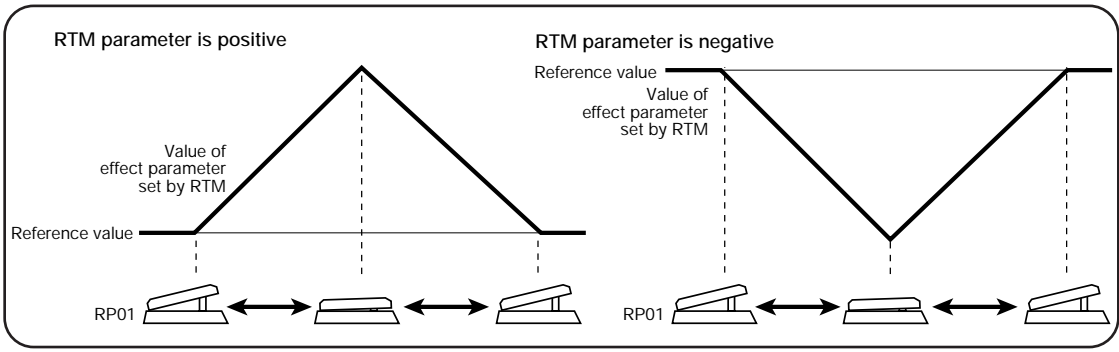 RTM parameter is positive
Value of
effect parameter
set by RTM
Reference value
RP01
RTM parameter is negative
Reference value
Value of
effect parameter
set by RTM
RP01